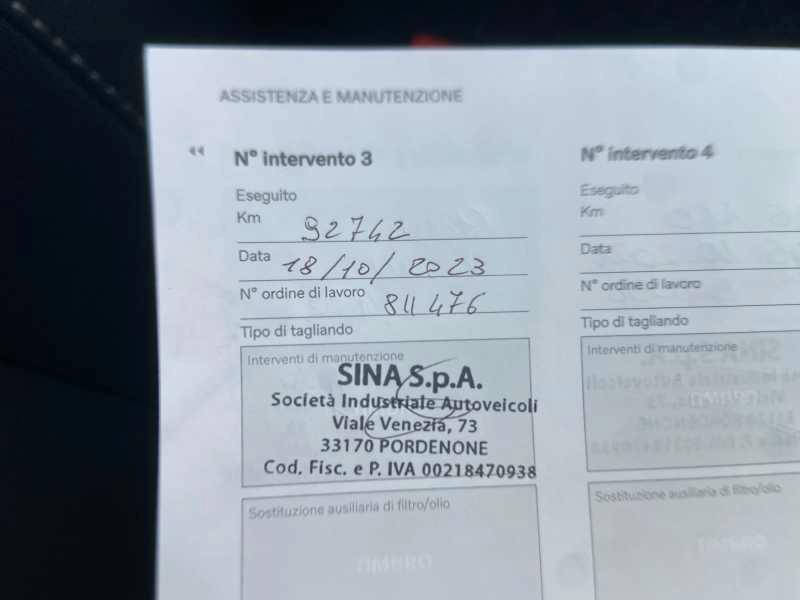 ASSISTENZA E MANUTENZIONE
N° intervento 3
Eseguito
Km 92742
Data 18/10/2023
N° ordine di lavoro 811476
Tipo di tagliando
Interventi di manutenzione
SINA S.p.A.
Società Industriale Autoveicoli
Viale Venezia, 73
33170 PORDENONE
Cod. Fisc. e P. IVA 00218470938
Sostituzione ausiliaria di filtro/olio
TIMBRO
N° intervento 4
Eseguito
Km
Data
N° ordine di lavoro
Tipo di tagliando
Interventi di manutenzione
Sostituzione ausiliaria di filtro/olio